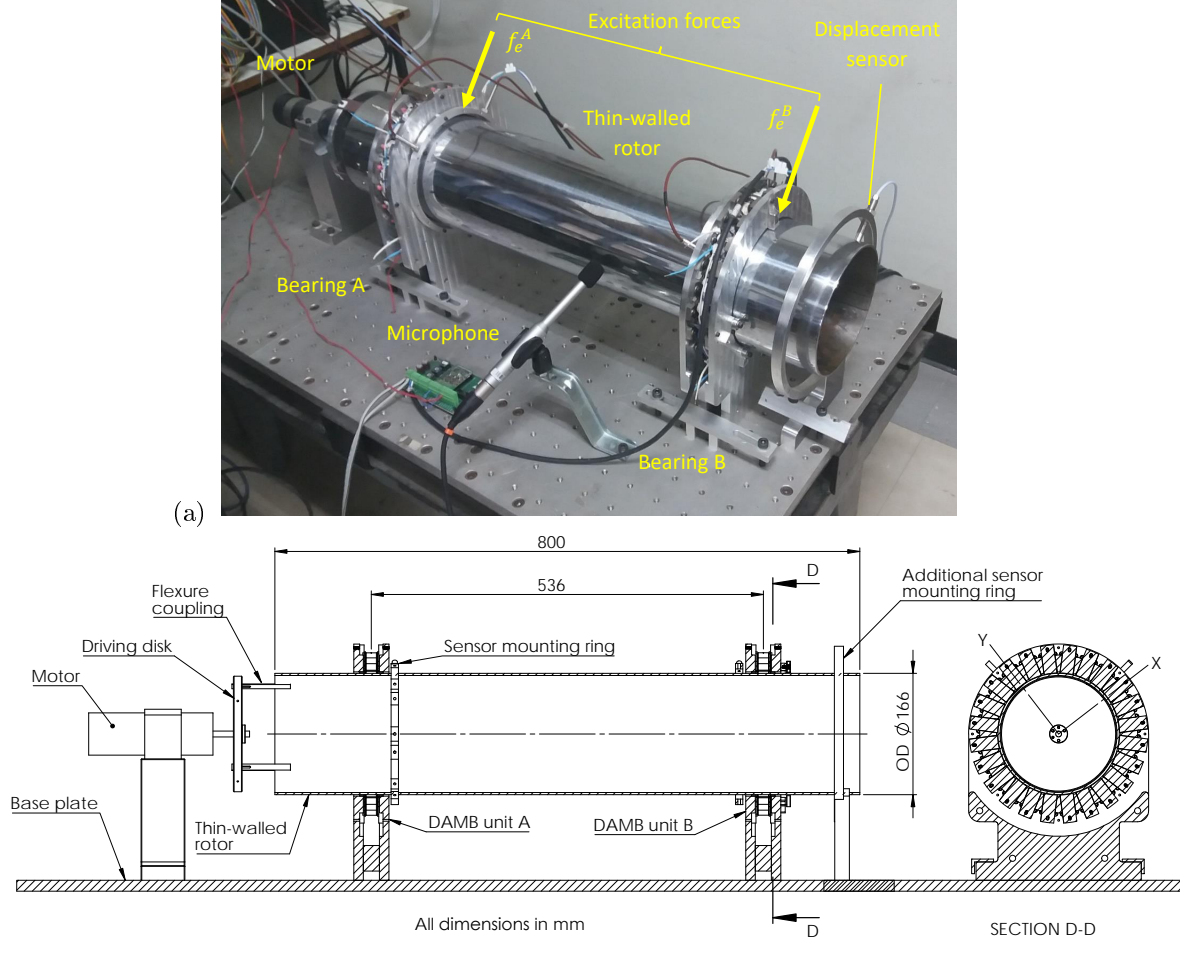 Excitation forces
Displacement
sensor
f_e^A
Motor
f_e^B
Thin-walled
rotor
Bearing A
Microphone
Bearing B
(a)
800
D
Additional sensor
mounting ring
Flexure
coupling
536
Driving disk
Sensor mounting ring
Y
X
Motor
OD Ø166
Base plate
Thin-walled
rotor
DAMB unit A
DAMB unit B
All dimensions in mm
D
SECTION D-D